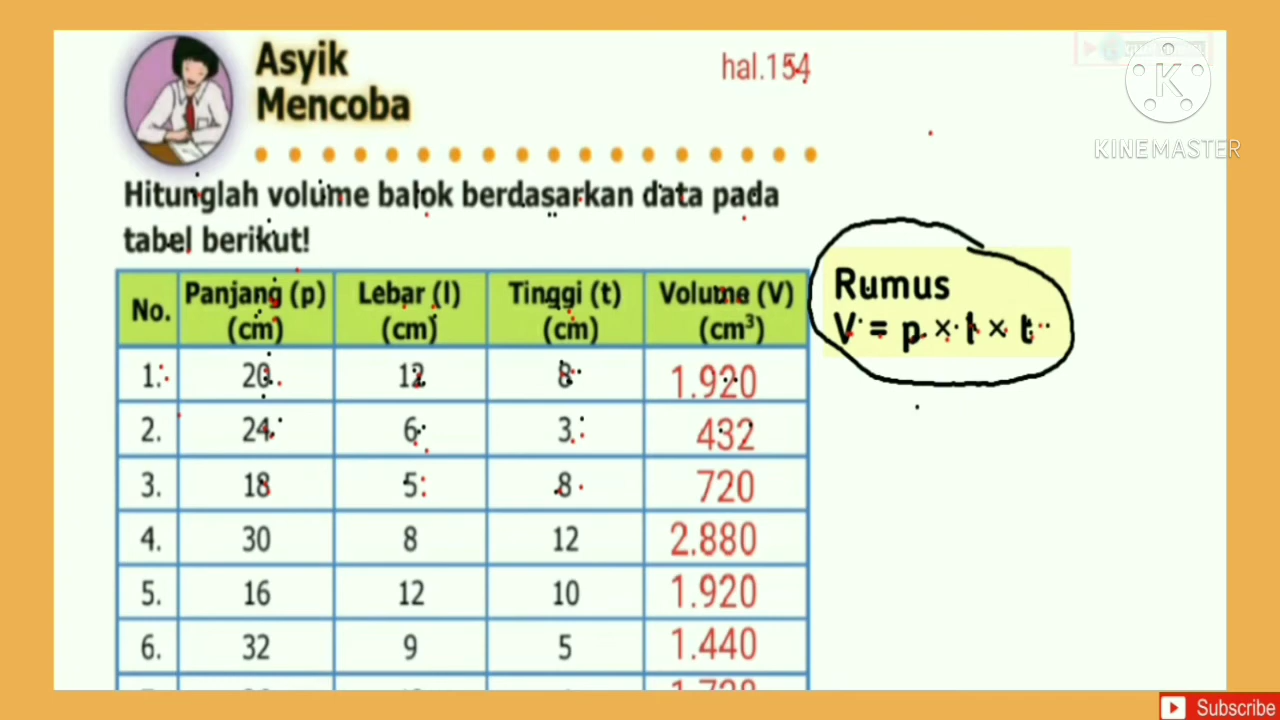 Asyik
Mencoba
hal.154
KINEMASTER
Hitunglah volume balok berdasarkan data pada
tabel berikut!
Rumus
V = p × l × t
No. Panjang (p) (cm) Lebar (l) (cm) Tinggi (t) (cm) Volume (V) (cm³)
1. 20 12 8 1.920
2. 24 6 3 432
3. 18 5 8 720
4. 30 8 12 2.880
5. 16 12 10 1.920
6. 32 9 5 1.440
Subscribe